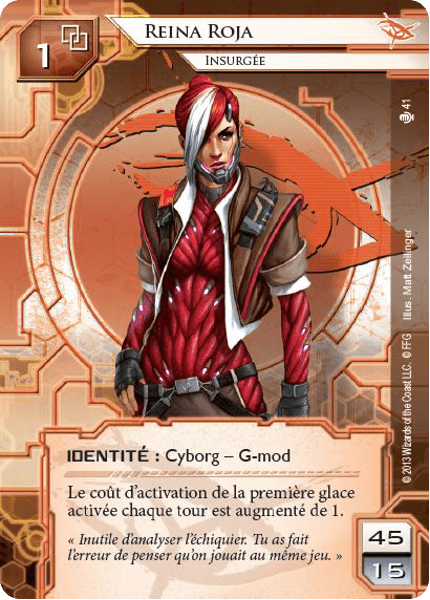 1
Reina Roja
Insurgée
41
Illus. Matt Zeilinger
© 2013 Wizards of the Coast LLC. © FFG
IDENTITÉ : Cyborg – G-mod
Le coût d'activation de la première glace
activée chaque tour est augmenté de 1.
« Inutile d'analyser l'échiquier. Tu as fait
l'erreur de penser qu'on jouait au même jeu. »
45
15